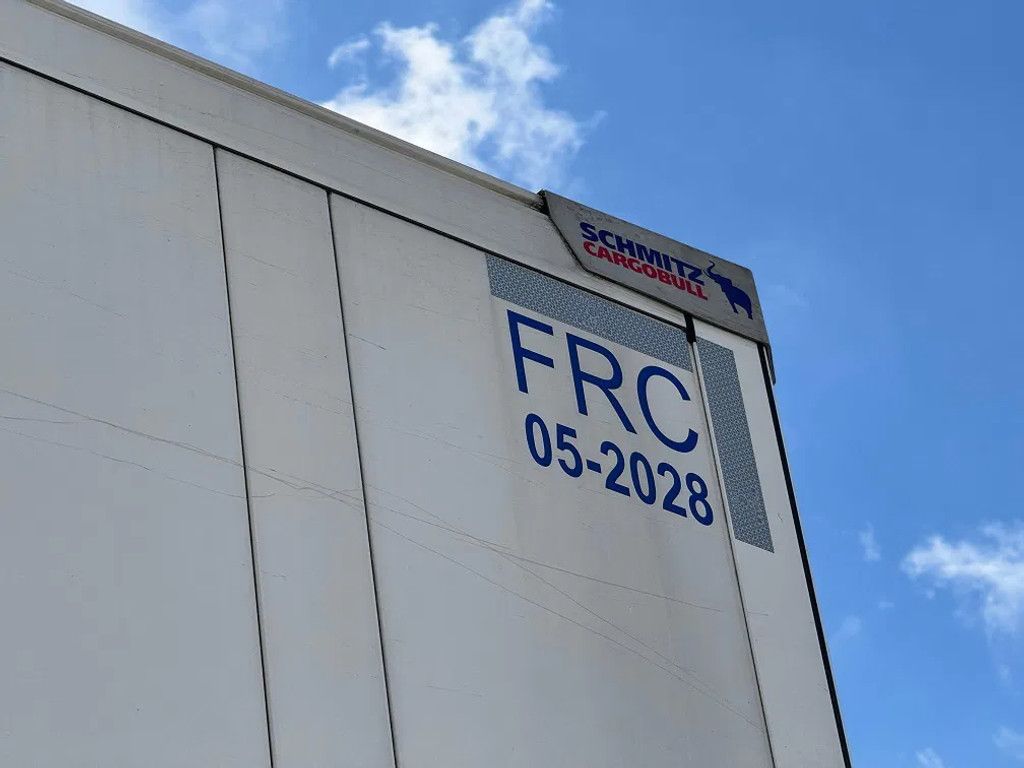 SCHMITZ
CARGOBULL
FRC
05-2028